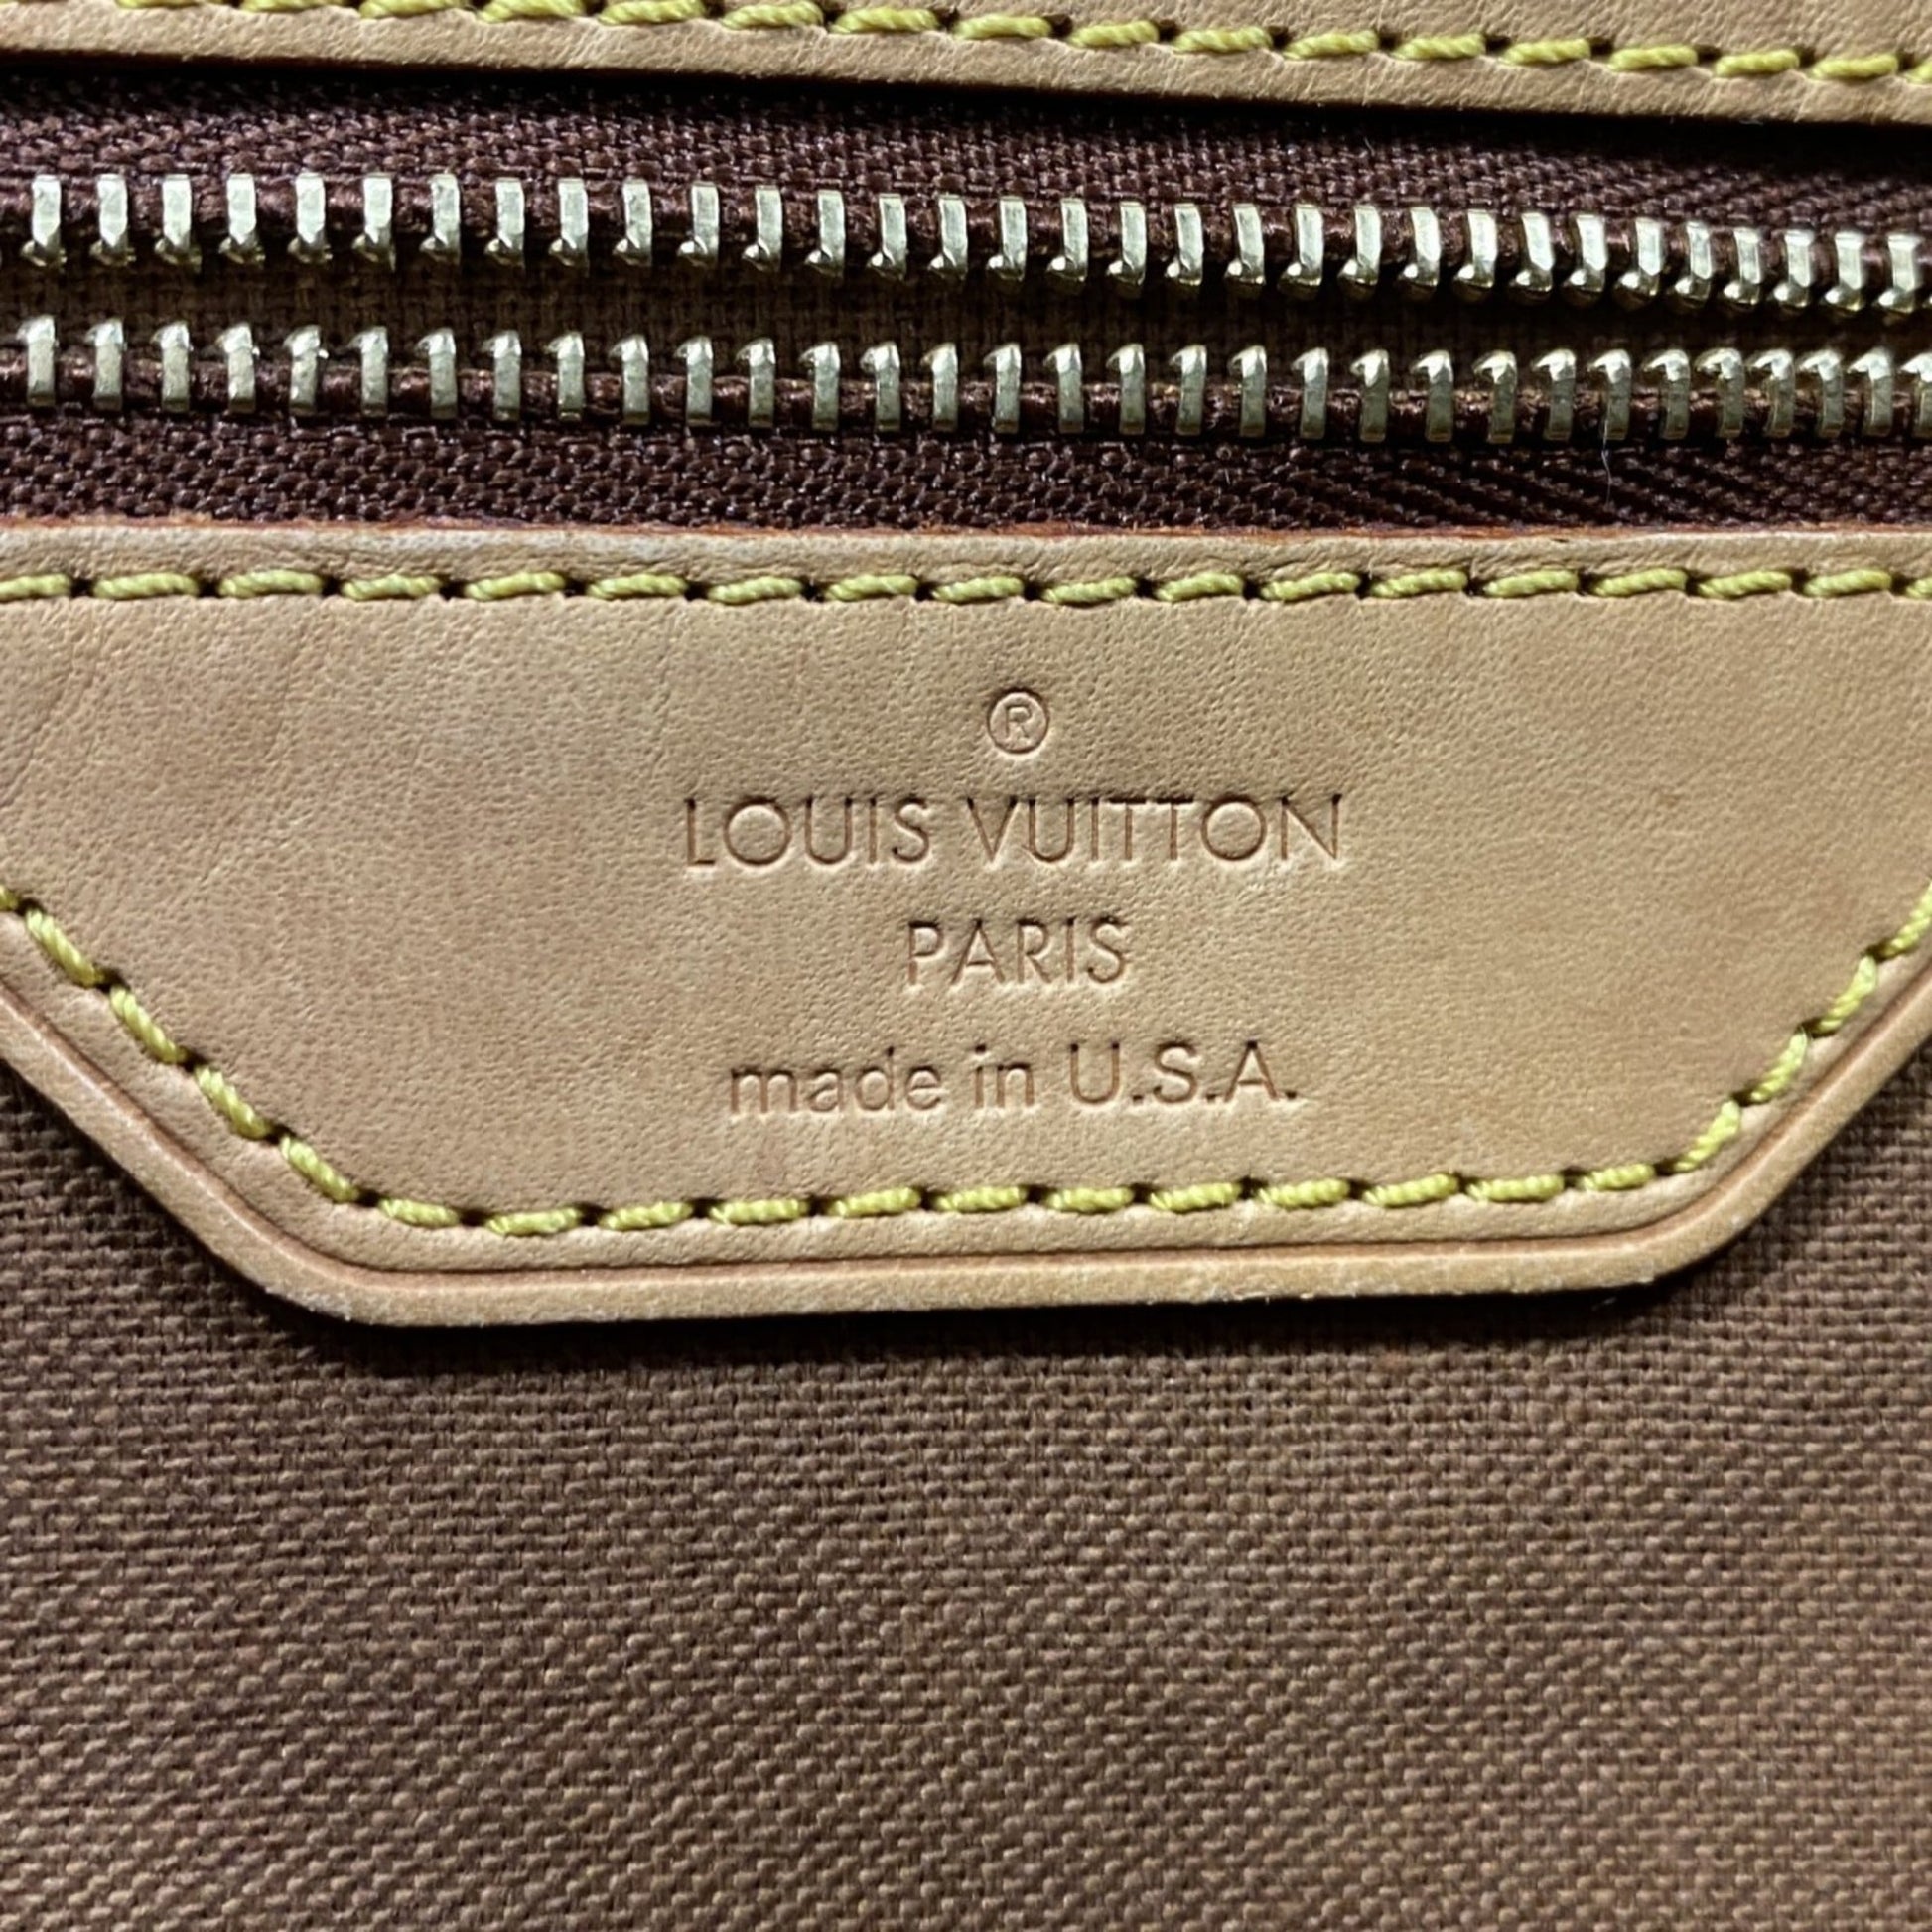 ®
LOUIS VUITTON
PARIS
made in U.S.A.